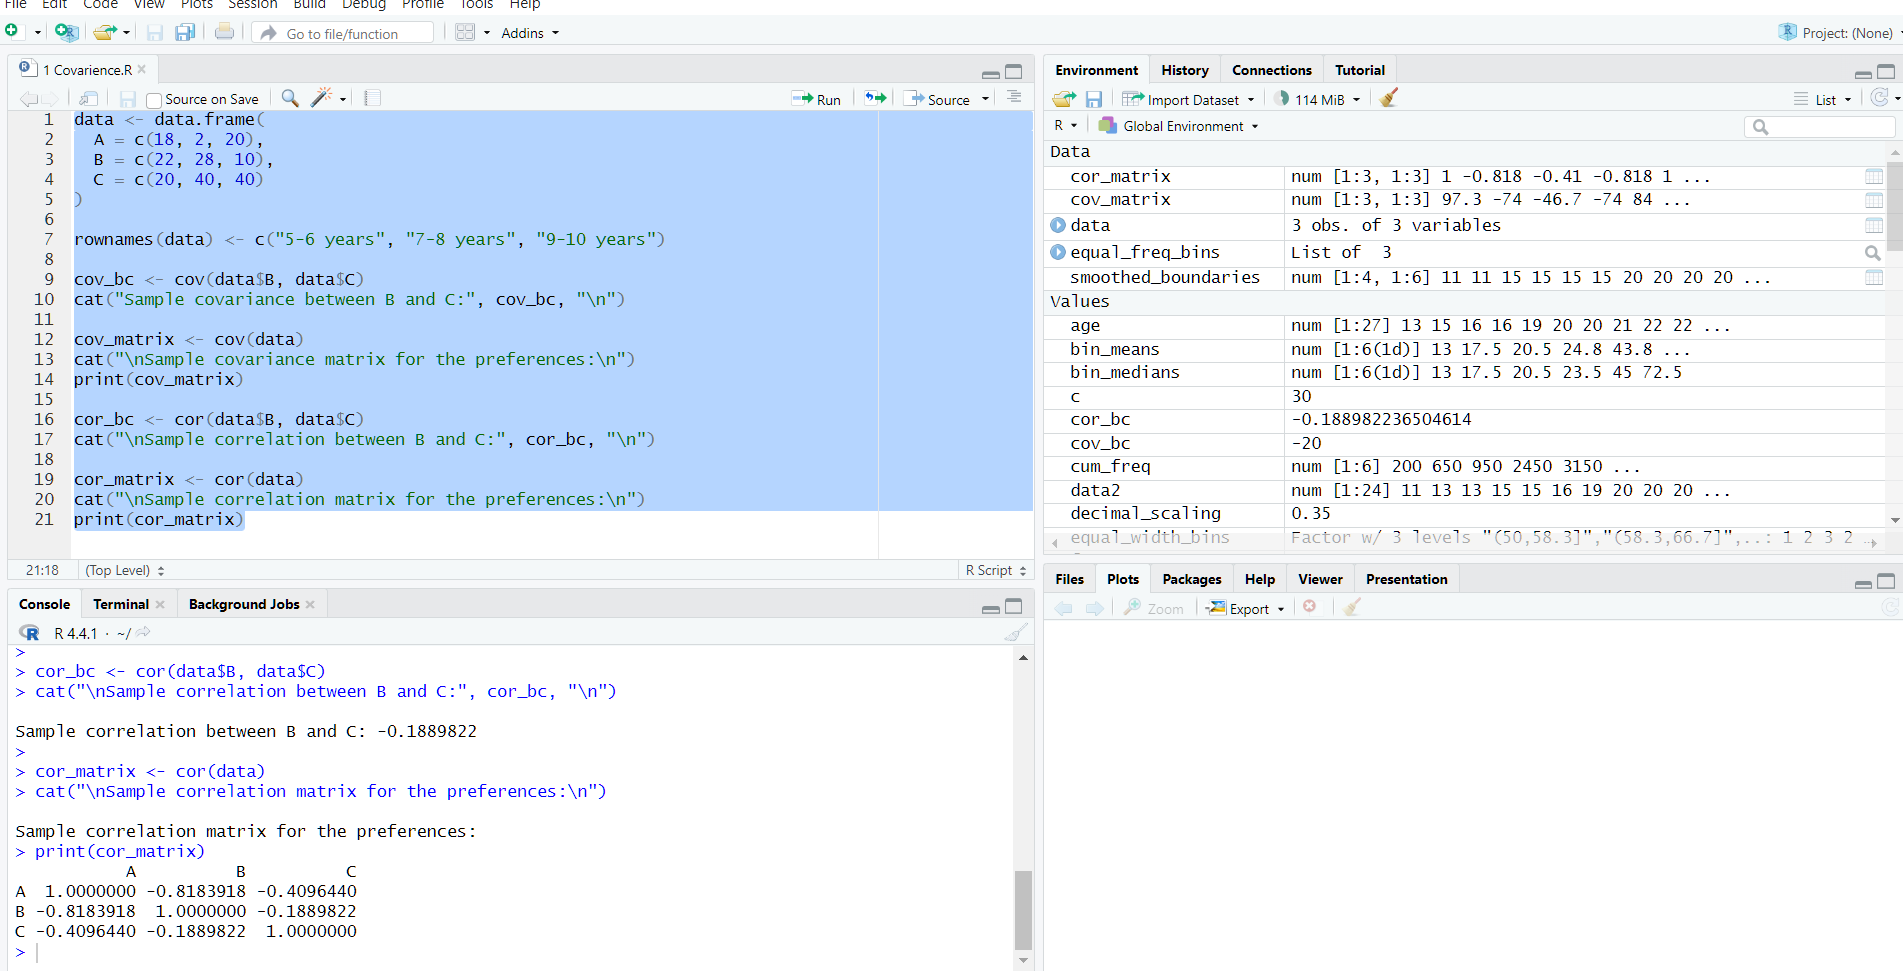 File Edit Code View Plots Session Build Debug Profile Tools Help
Go to file/function Addins Project: (None)
1 Covarience.R
Source on Save Run Source
1 data <- data.frame(
2 A = c(18, 2, 20),
3 B = c(22, 28, 10),
4 C = c(20, 40, 40)
5 )
6
7 rownames(data) <- c("5-6 years", "7-8 years", "9-10 years")
8
9 cov_bc <- cov(data$B, data$C)
10 cat("Sample covariance between B and C:", cov_bc, "\n")
11
12 cov_matrix <- cov(data)
13 cat("\nSample covariance matrix for the preferences:\n")
14 print(cov_matrix)
15
16 cor_bc <- cor(data$B, data$C)
17 cat("\nSample correlation between B and C:", cor_bc, "\n")
18
19 cor_matrix <- cor(data)
20 cat("\nSample correlation matrix for the preferences:\n")
21 print(cor_matrix)
21:18 (Top Level) R Script
Console Terminal Background Jobs
R R 4.4.1 · ~/
>
> cor_bc <- cor(data$B, data$C)
> cat("\nSample correlation between B and C:", cor_bc, "\n")
Sample correlation between B and C: -0.1889822
>
> cor_matrix <- cor(data)
> cat("\nSample correlation matrix for the preferences:\n")
Sample correlation matrix for the preferences:
> print(cor_matrix)
A B C
A 1.0000000 -0.8183918 -0.4096440
B -0.8183918 1.0000000 -0.1889822
C -0.4096440 -0.1889822 1.0000000
>
Environment History Connections Tutorial
Import Dataset 114 MiB List
R Global Environment
Data
cor_matrix num [1:3, 1:3] 1 -0.818 -0.41 -0.818 1 ...
cov_matrix num [1:3, 1:3] 97.3 -74 -46.7 -74 84 ...
data 3 obs. of 3 variables
equal_freq_bins List of 3
smoothed_boundaries num [1:4, 1:6] 11 11 15 15 15 15 20 20 20 20 ...
Values
age num [1:27] 13 15 16 16 19 20 20 21 22 22 ...
bin_means num [1:6(1d)] 13 17.5 20.5 24.8 43.8 ...
bin_medians num [1:6(1d)] 13 17.5 20.5 23.5 45 72.5
c 30
cor_bc -0.188982236504614
cov_bc -20
cum_freq num [1:6] 200 650 950 2450 3150 ...
data2 num [1:24] 11 13 13 15 15 16 19 20 20 20 ...
decimal_scaling 0.35
equal_width_bins Factor w/ 3 levels "(50,58.3]","(58.3,66.7]",..: 1 2 3 2 ..
Files Plots Packages Help Viewer Presentation
Zoom Export